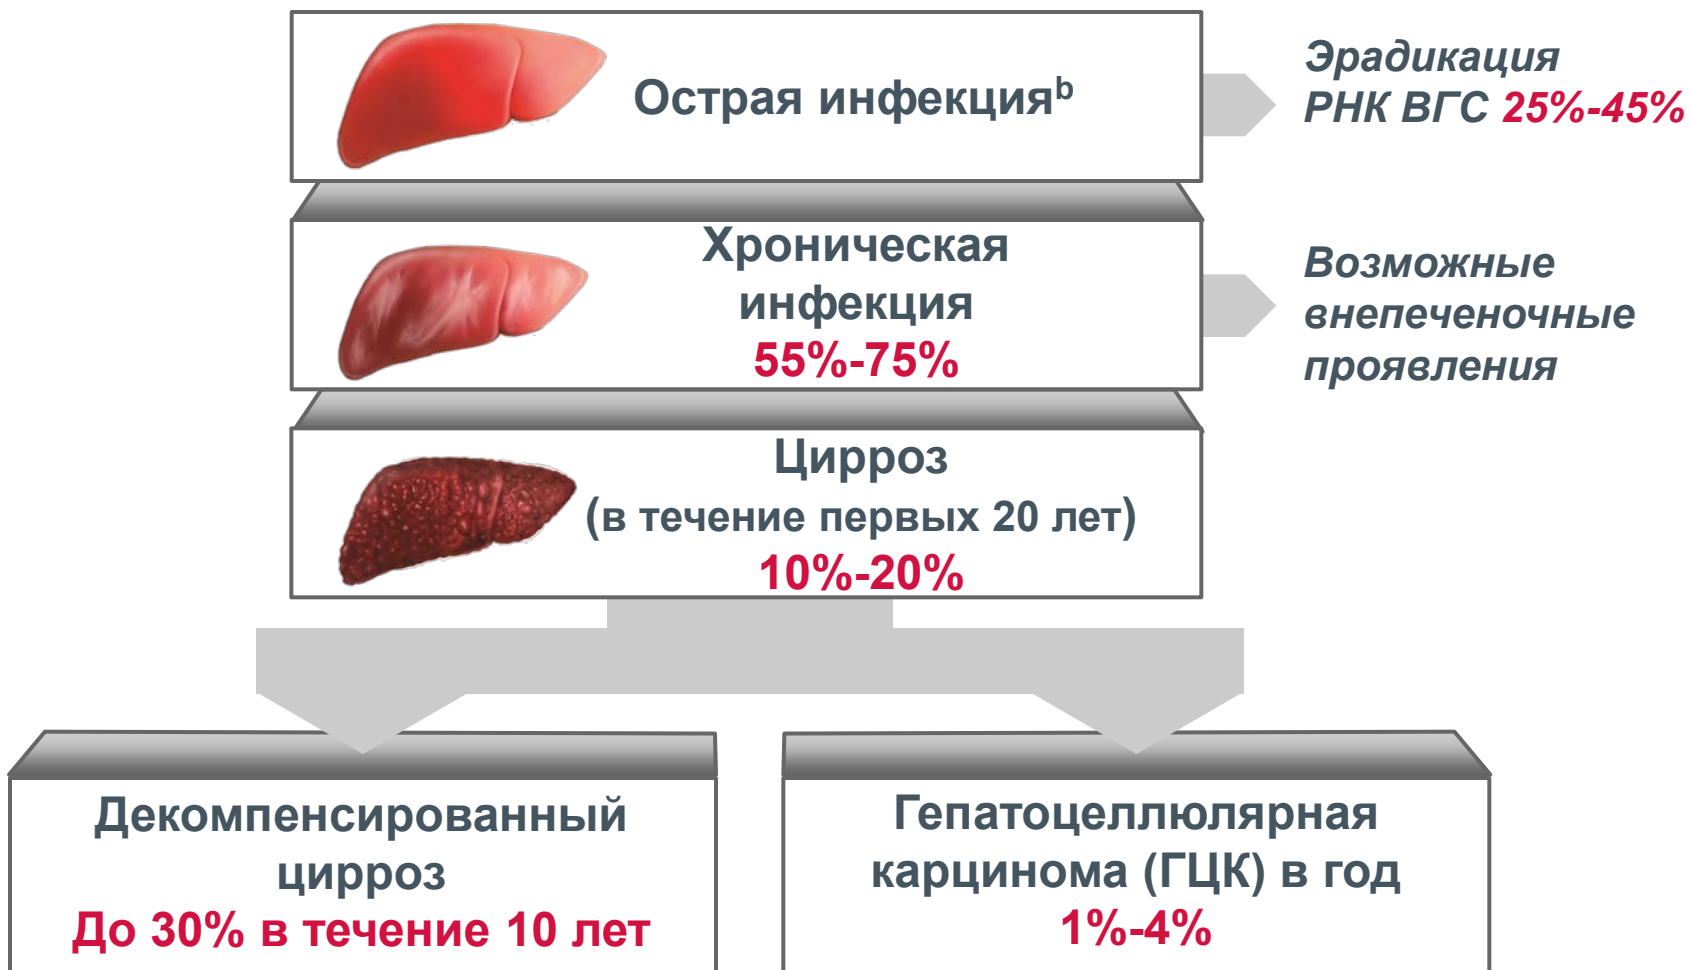 Острая инфекцияᵇ
Эрадикация
РНК ВГС 25%-45%
Хроническая
инфекция
55%-75%
Возможные
внепеченочные
проявления
Цирроз
(в течение первых 20 лет)
10%-20%
Декомпенсированный
цирроз
До 30% в течение 10 лет
Гепатоцеллюлярная
карцинома (ГЦК) в год
1%-4%